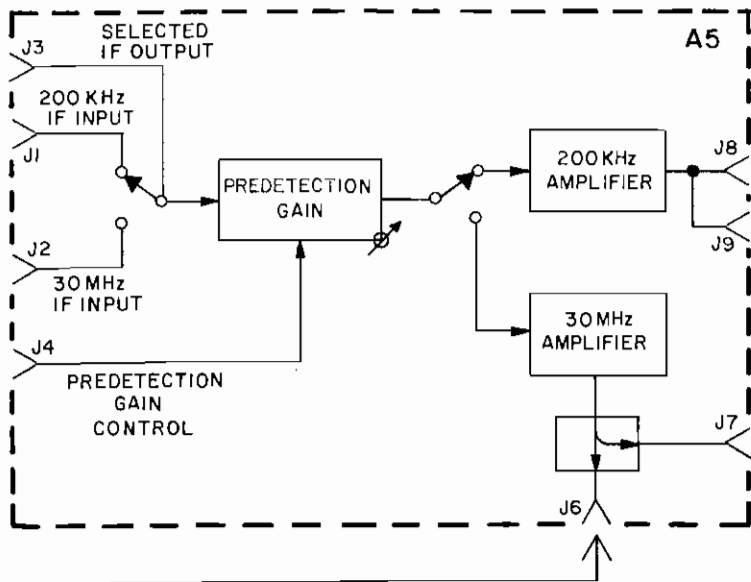 J3
SELECTED
IF OUTPUT
A5
200 KHz
IF INPUT
J1
PREDETECTION
GAIN
200 KHz
AMPLIFIER
J8
J9
J2
30 MHz
IF INPUT
30 MHz
AMPLIFIER
J4
PREDETECTION
GAIN
CONTROL
J7
J6